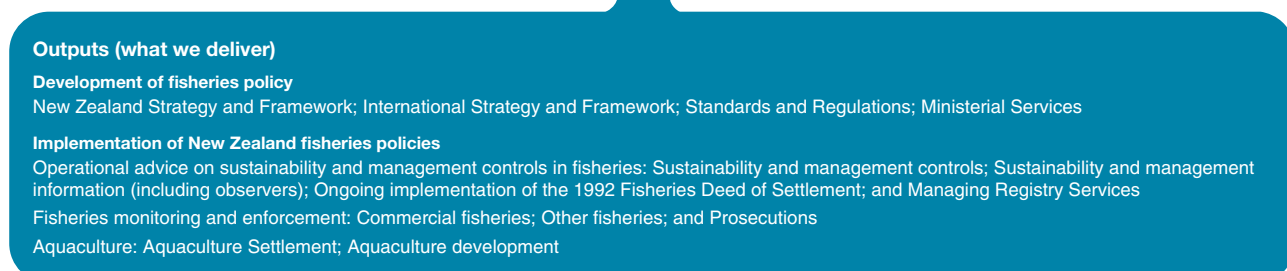 Outputs (what we deliver)
Development of fisheries policy
New Zealand Strategy and Framework; International Strategy and Framework; Standards and Regulations; Ministerial Services
Implementation of New Zealand fisheries policies
Operational advice on sustainability and management controls in fisheries: Sustainability and management controls; Sustainability and management
information (including observers); Ongoing implementation of the 1992 Fisheries Deed of Settlement; and Managing Registry Services
Fisheries monitoring and enforcement: Commercial fisheries; Other fisheries; and Prosecutions
Aquaculture: Aquaculture Settlement; Aquaculture development